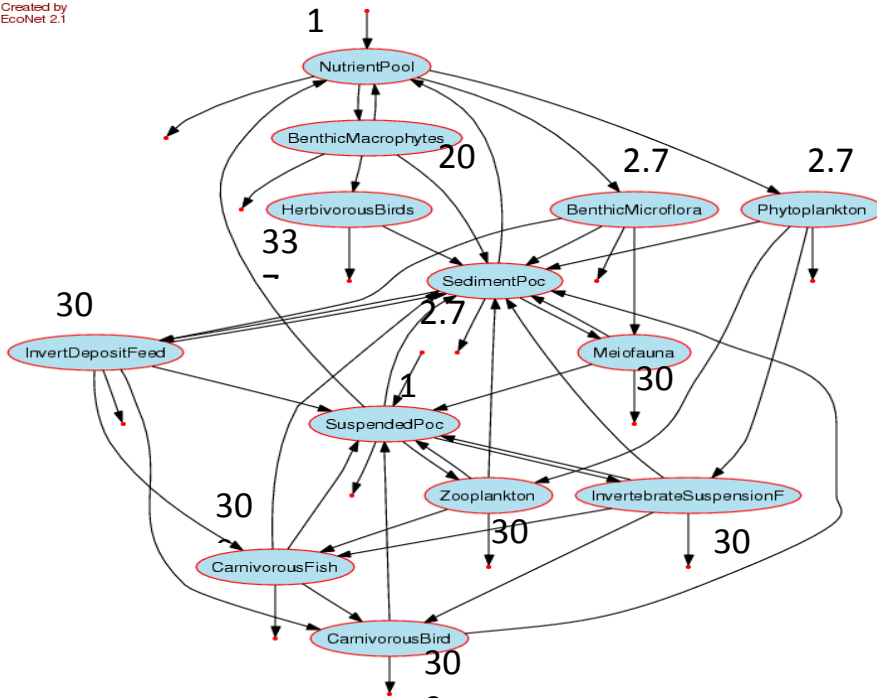 Created by
EcoNet 2.1
1
NutrientPool
BenthicMacrophytes
20
2.7
2.7
HerbivorousBirds
BenthicMicroflora
Phytoplankton
33
SedimentPoc
30
2.7
InvertDepositFeed
Meiofauna
30
1
SuspendedPoc
Zooplankton
InvertebrateSuspensionF
30
30
30
CarnivorousFish
CarnivorousBird
30